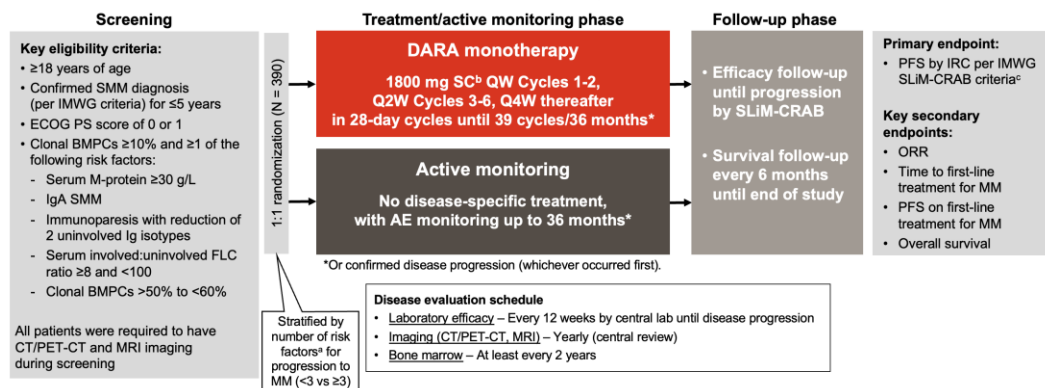 Screening
Key eligibility criteria:
• ≥18 years of age
• Confirmed SMM diagnosis
(per IMWG criteria) for ≤5 years
• ECOG PS score of 0 or 1
• Clonal BMPCs ≥10% and ≥1 of the
following risk factors:
- Serum M-protein ≥30 g/L
- IgA SMM
- Immunoparesis with reduction of
2 uninvolved Ig isotypes
- Serum involved:uninvolved FLC
ratio ≥8 and <100
- Clonal BMPCs >50% to <60%
All patients were required to have
CT/PET-CT and MRI imaging
during screening
1:1 randomization (N = 390)
Stratified by
number of risk
factorsᵃ for
progression to
MM (<3 vs ≥3)
Treatment/active monitoring phase
DARA monotherapy
1800 mg SCᵇ QW Cycles 1-2,
Q2W Cycles 3-6, Q4W thereafter
in 28-day cycles until 39 cycles/36 months*
Active monitoring
No disease-specific treatment,
with AE monitoring up to 36 months*
*Or confirmed disease progression (whichever occurred first).
Disease evaluation schedule
• Laboratory efficacy – Every 12 weeks by central lab until disease progression
• Imaging (CT/PET-CT, MRI) – Yearly (central review)
• Bone marrow – At least every 2 years
Follow-up phase
• Efficacy follow-up
until progression
by SLiM-CRAB
• Survival follow-up
every 6 months
until end of study
Primary endpoint:
• PFS by IRC per IMWG
SLiM-CRAB criteriaᶜ
Key secondary
endpoints:
• ORR
• Time to first-line
treatment for MM
• PFS on first-line
treatment for MM
• Overall survival